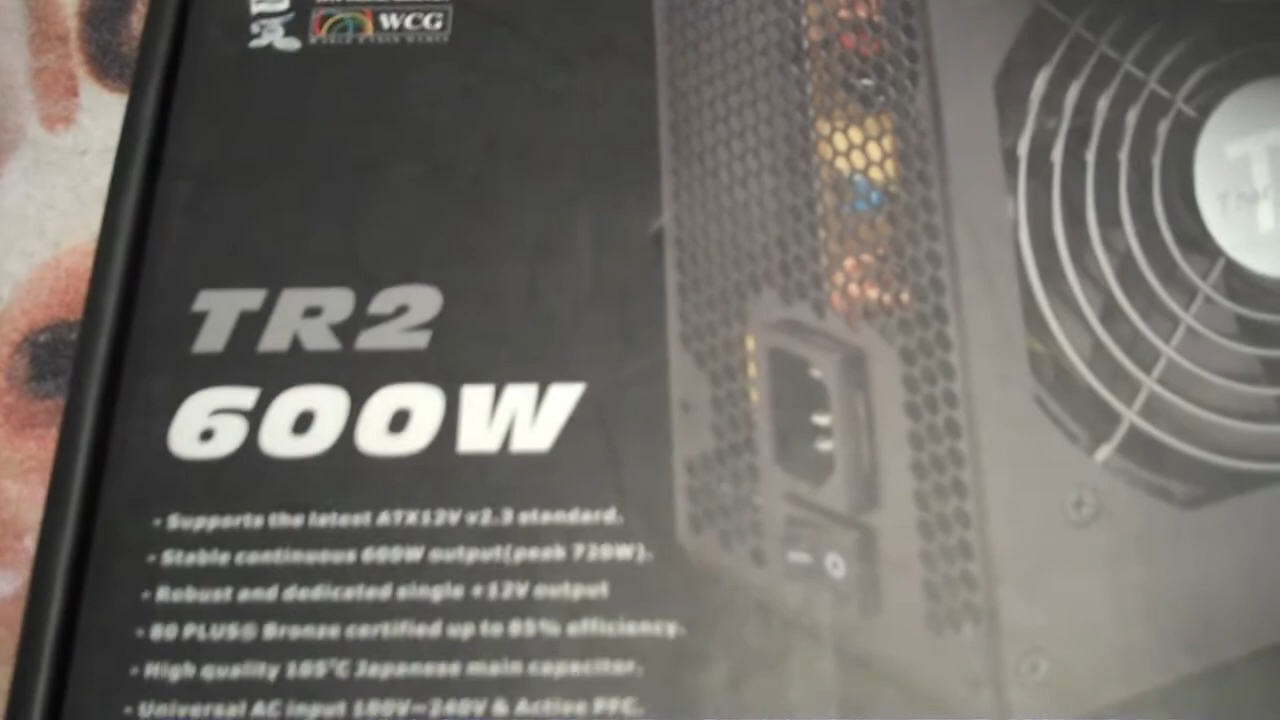 WCG
TR2
600W
- Supports the latest ATX12V v2.3 standard.
- Stable continuous 600W output(peak 720W).
- Robust and dedicated single +12V output
- 80 PLUS® Bronze certified up to 85% efficiency.
- High quality 105°C Japanese main capacitor.
- Universal AC input 100V~240V & Active PFC.